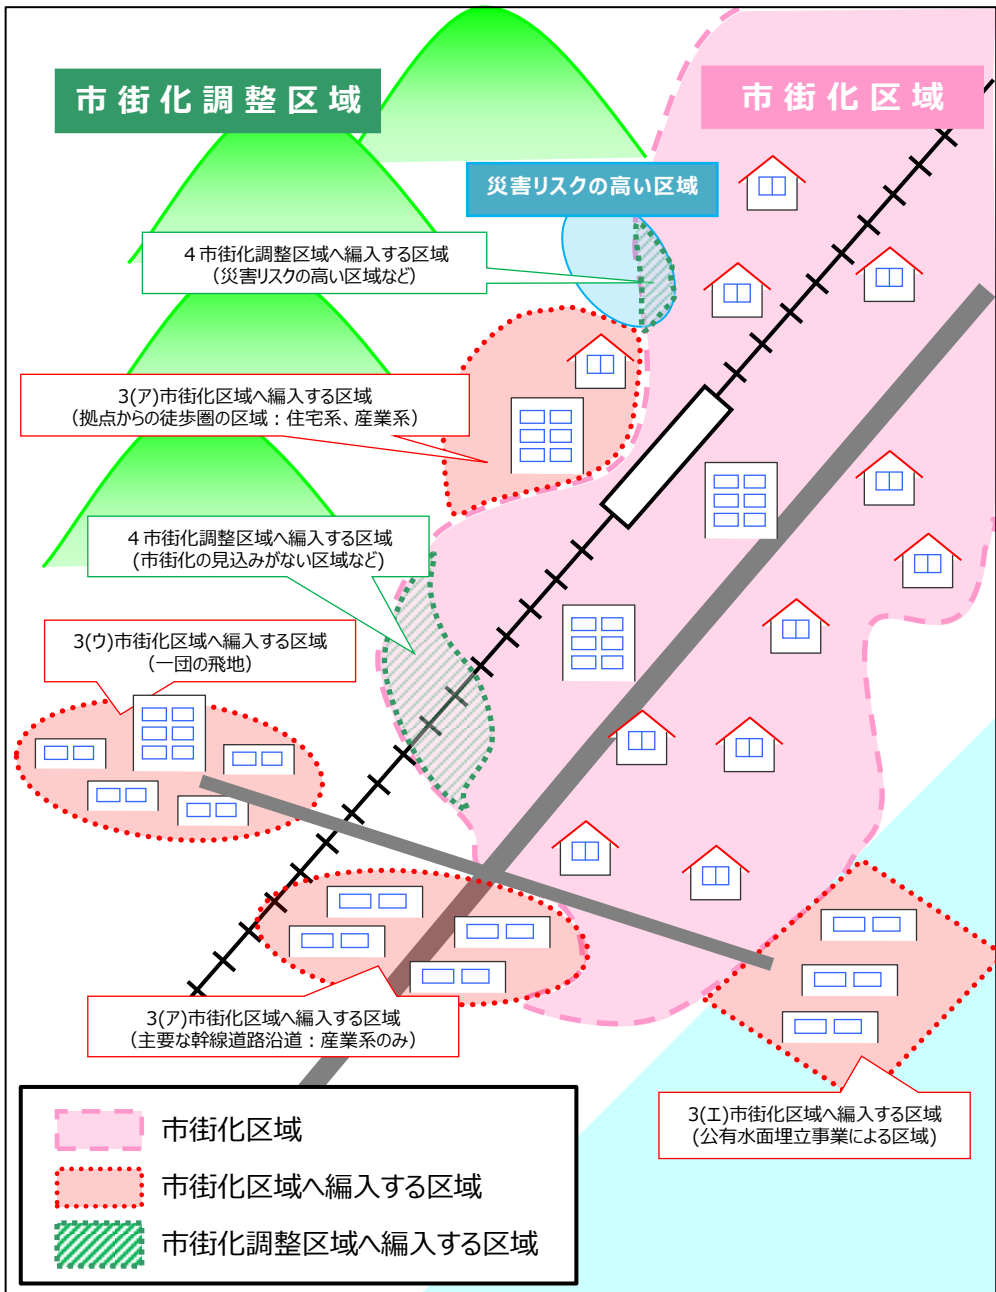 市街化調整区域
市街化区域
災害リスクの高い区域
４市街化調整区域へ編入する区域
（災害リスクの高い区域など）
3(ア)市街化区域へ編入する区域
（拠点からの徒歩圏の区域：住宅系、産業系）
４市街化調整区域へ編入する区域
(市街化の見込みがない区域など)
3(ウ)市街化区域へ編入する区域
（一団の飛地）
3(ア)市街化区域へ編入する区域
（主要な幹線道路沿道：産業系のみ）
3(エ)市街化区域へ編入する区域
(公有水面埋立事業による区域)
市街化区域
市街化区域へ編入する区域
市街化調整区域へ編入する区域